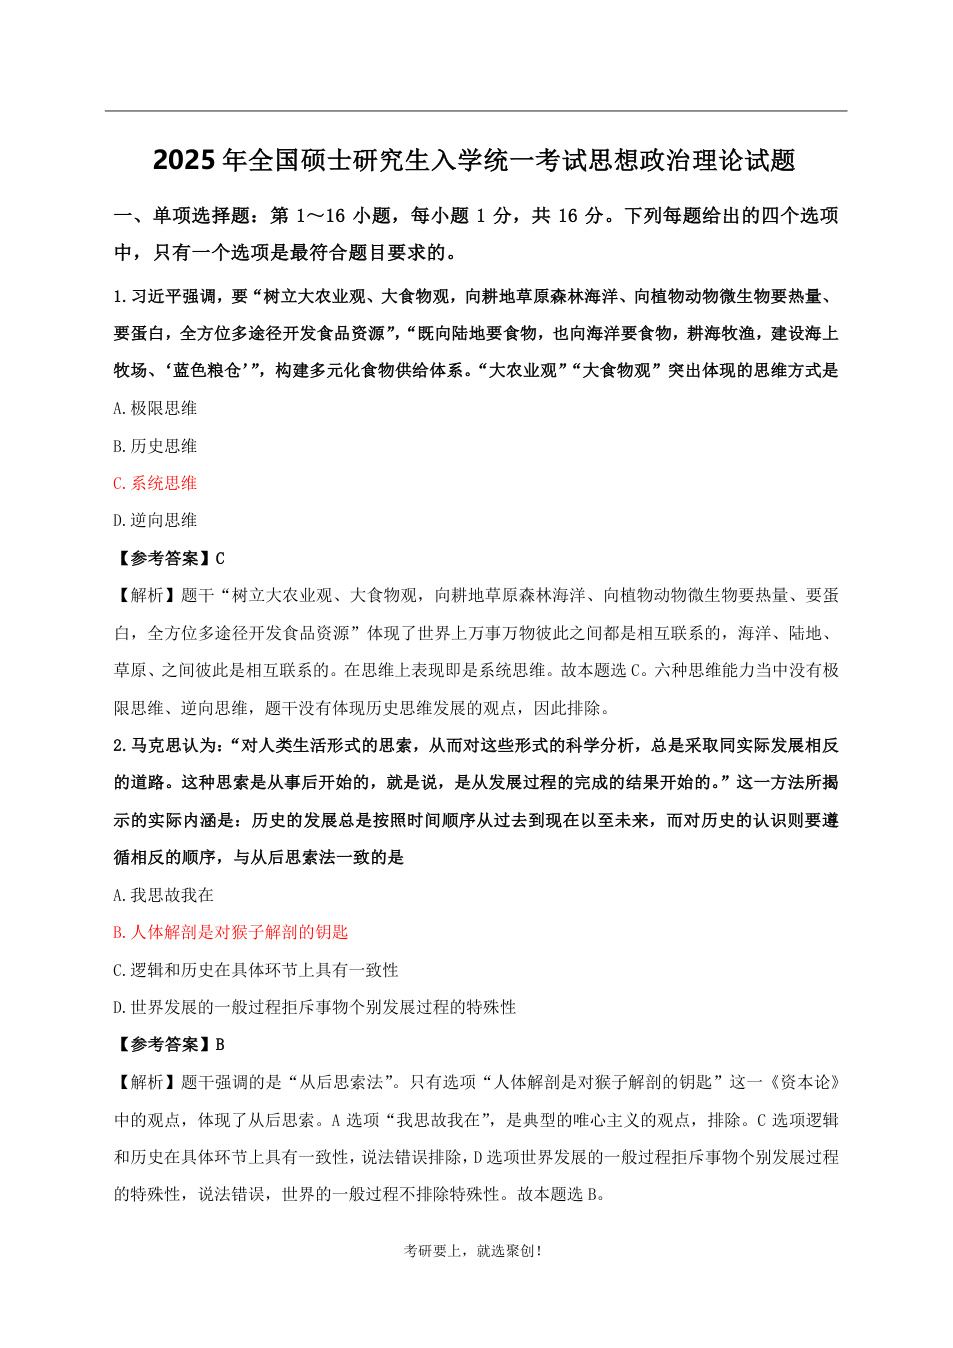 2025 年全国硕士研究生入学统一考试思想政治理论试题
一、单项选择题：第 1～16 小题，每小题 1 分，共 16 分。下列每题给出的四个选项
中，只有一个选项是最符合题目要求的。
1. 习近平强调，要“树立大农业观、大食物观，向耕地草原森林海洋、向植物动物微生物要热量、
要蛋白，全方位多途径开发食品资源”，“既向陆地要食物，也向海洋要食物，耕海牧渔，建设海上
牧场、‘蓝色粮仓’”，构建多元化食物供给体系。“大农业观”“大食物观”突出体现的思维方式是
A. 极限思维
B. 历史思维
C. 系统思维
D. 逆向思维
【参考答案】C
【解析】题干“树立大农业观、大食物观，向耕地草原森林海洋、向植物动物微生物要热量、要蛋
白，全方位多途径开发食品资源”体现了世界上万事万物彼此之间都是相互联系的，海洋、陆地、
草原、之间彼此是相互联系的。在思维上表现即是系统思维。故本题选 C。六种思维能力当中没有极
限思维、逆向思维，题干没有体现历史思维发展的观点，因此排除。
2. 马克思认为：“对人类生活形式的思索，从而对这些形式的科学分析，总是采取同实际发展相反
的道路。这种思索是从事后开始的，就是说，是从发展过程的完成的结果开始的。”这一方法所揭
示的实际内涵是：历史的发展总是按照时间顺序从过去到现在以至未来，而对历史的认识则要遵
循相反的顺序，与从后思索法一致的是
A. 我思故我在
B. 人体解剖是对猴子解剖的钥匙
C. 逻辑和历史在具体环节上具有一致性
D. 世界发展的一般过程拒斥事物个别发展过程的特殊性
【参考答案】B
【解析】题干强调的是“从后思索法”。只有选项“人体解剖是对猴子解剖的钥匙”这一《资本论》
中的观点，体现了从后思索。A 选项“我思故我在”，是典型的唯心主义的观点，排除。C 选项逻辑
和历史在具体环节上具有一致性，说法错误排除，D 选项世界发展的一般过程拒斥事物个别发展过程
的特殊性，说法错误，世界的一般过程不排除特殊性。故本题选 B。
考研要上，就选聚创！